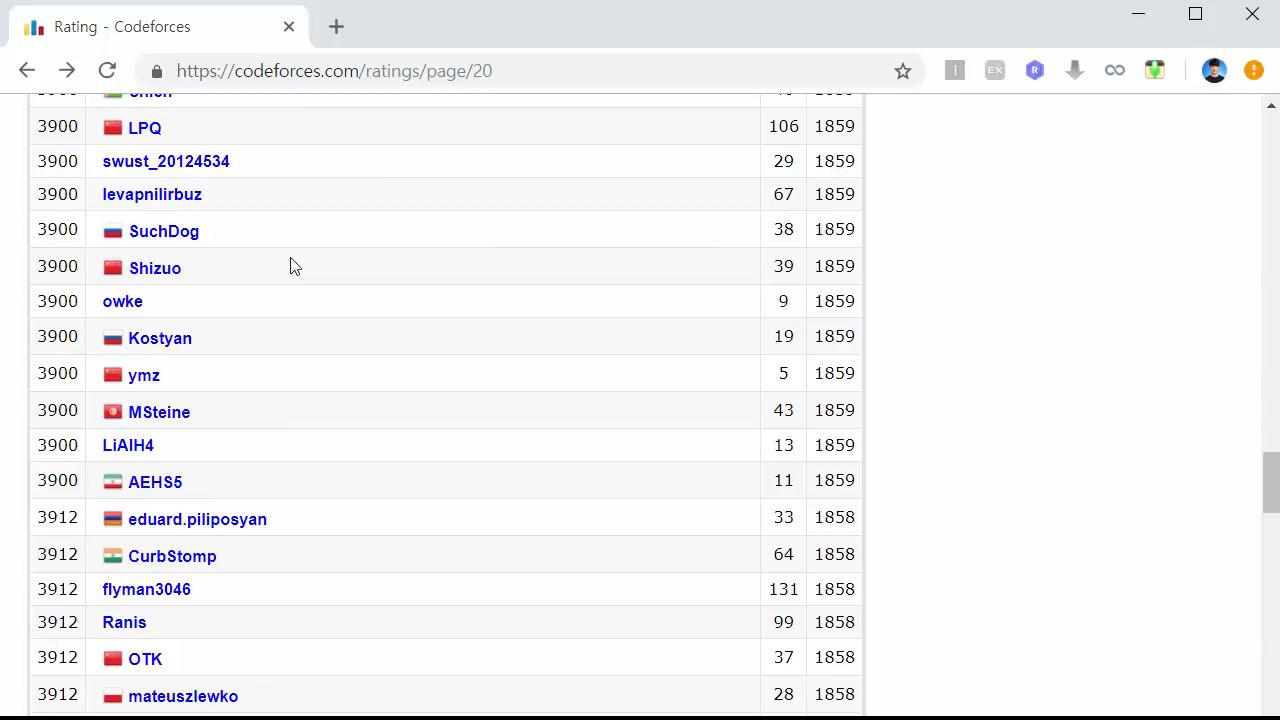 Rating - Codeforces
https://codeforces.com/ratings/page/20
EX
R
3900 LPQ 106 1859
3900 swust_20124534 29 1859
3900 levapnilirbuz 67 1859
3900 SuchDog 38 1859
3900 Shizuo 39 1859
3900 owke 9 1859
3900 Kostyan 19 1859
3900 ymz 5 1859
3900 MSteine 43 1859
3900 LiAlH4 13 1859
3900 AEHS5 11 1859
3912 eduard.piliposyan 33 1858
3912 CurbStomp 64 1858
3912 flyman3046 131 1858
3912 Ranis 99 1858
3912 OTK 37 1858
3912 mateuszlewko 28 1858